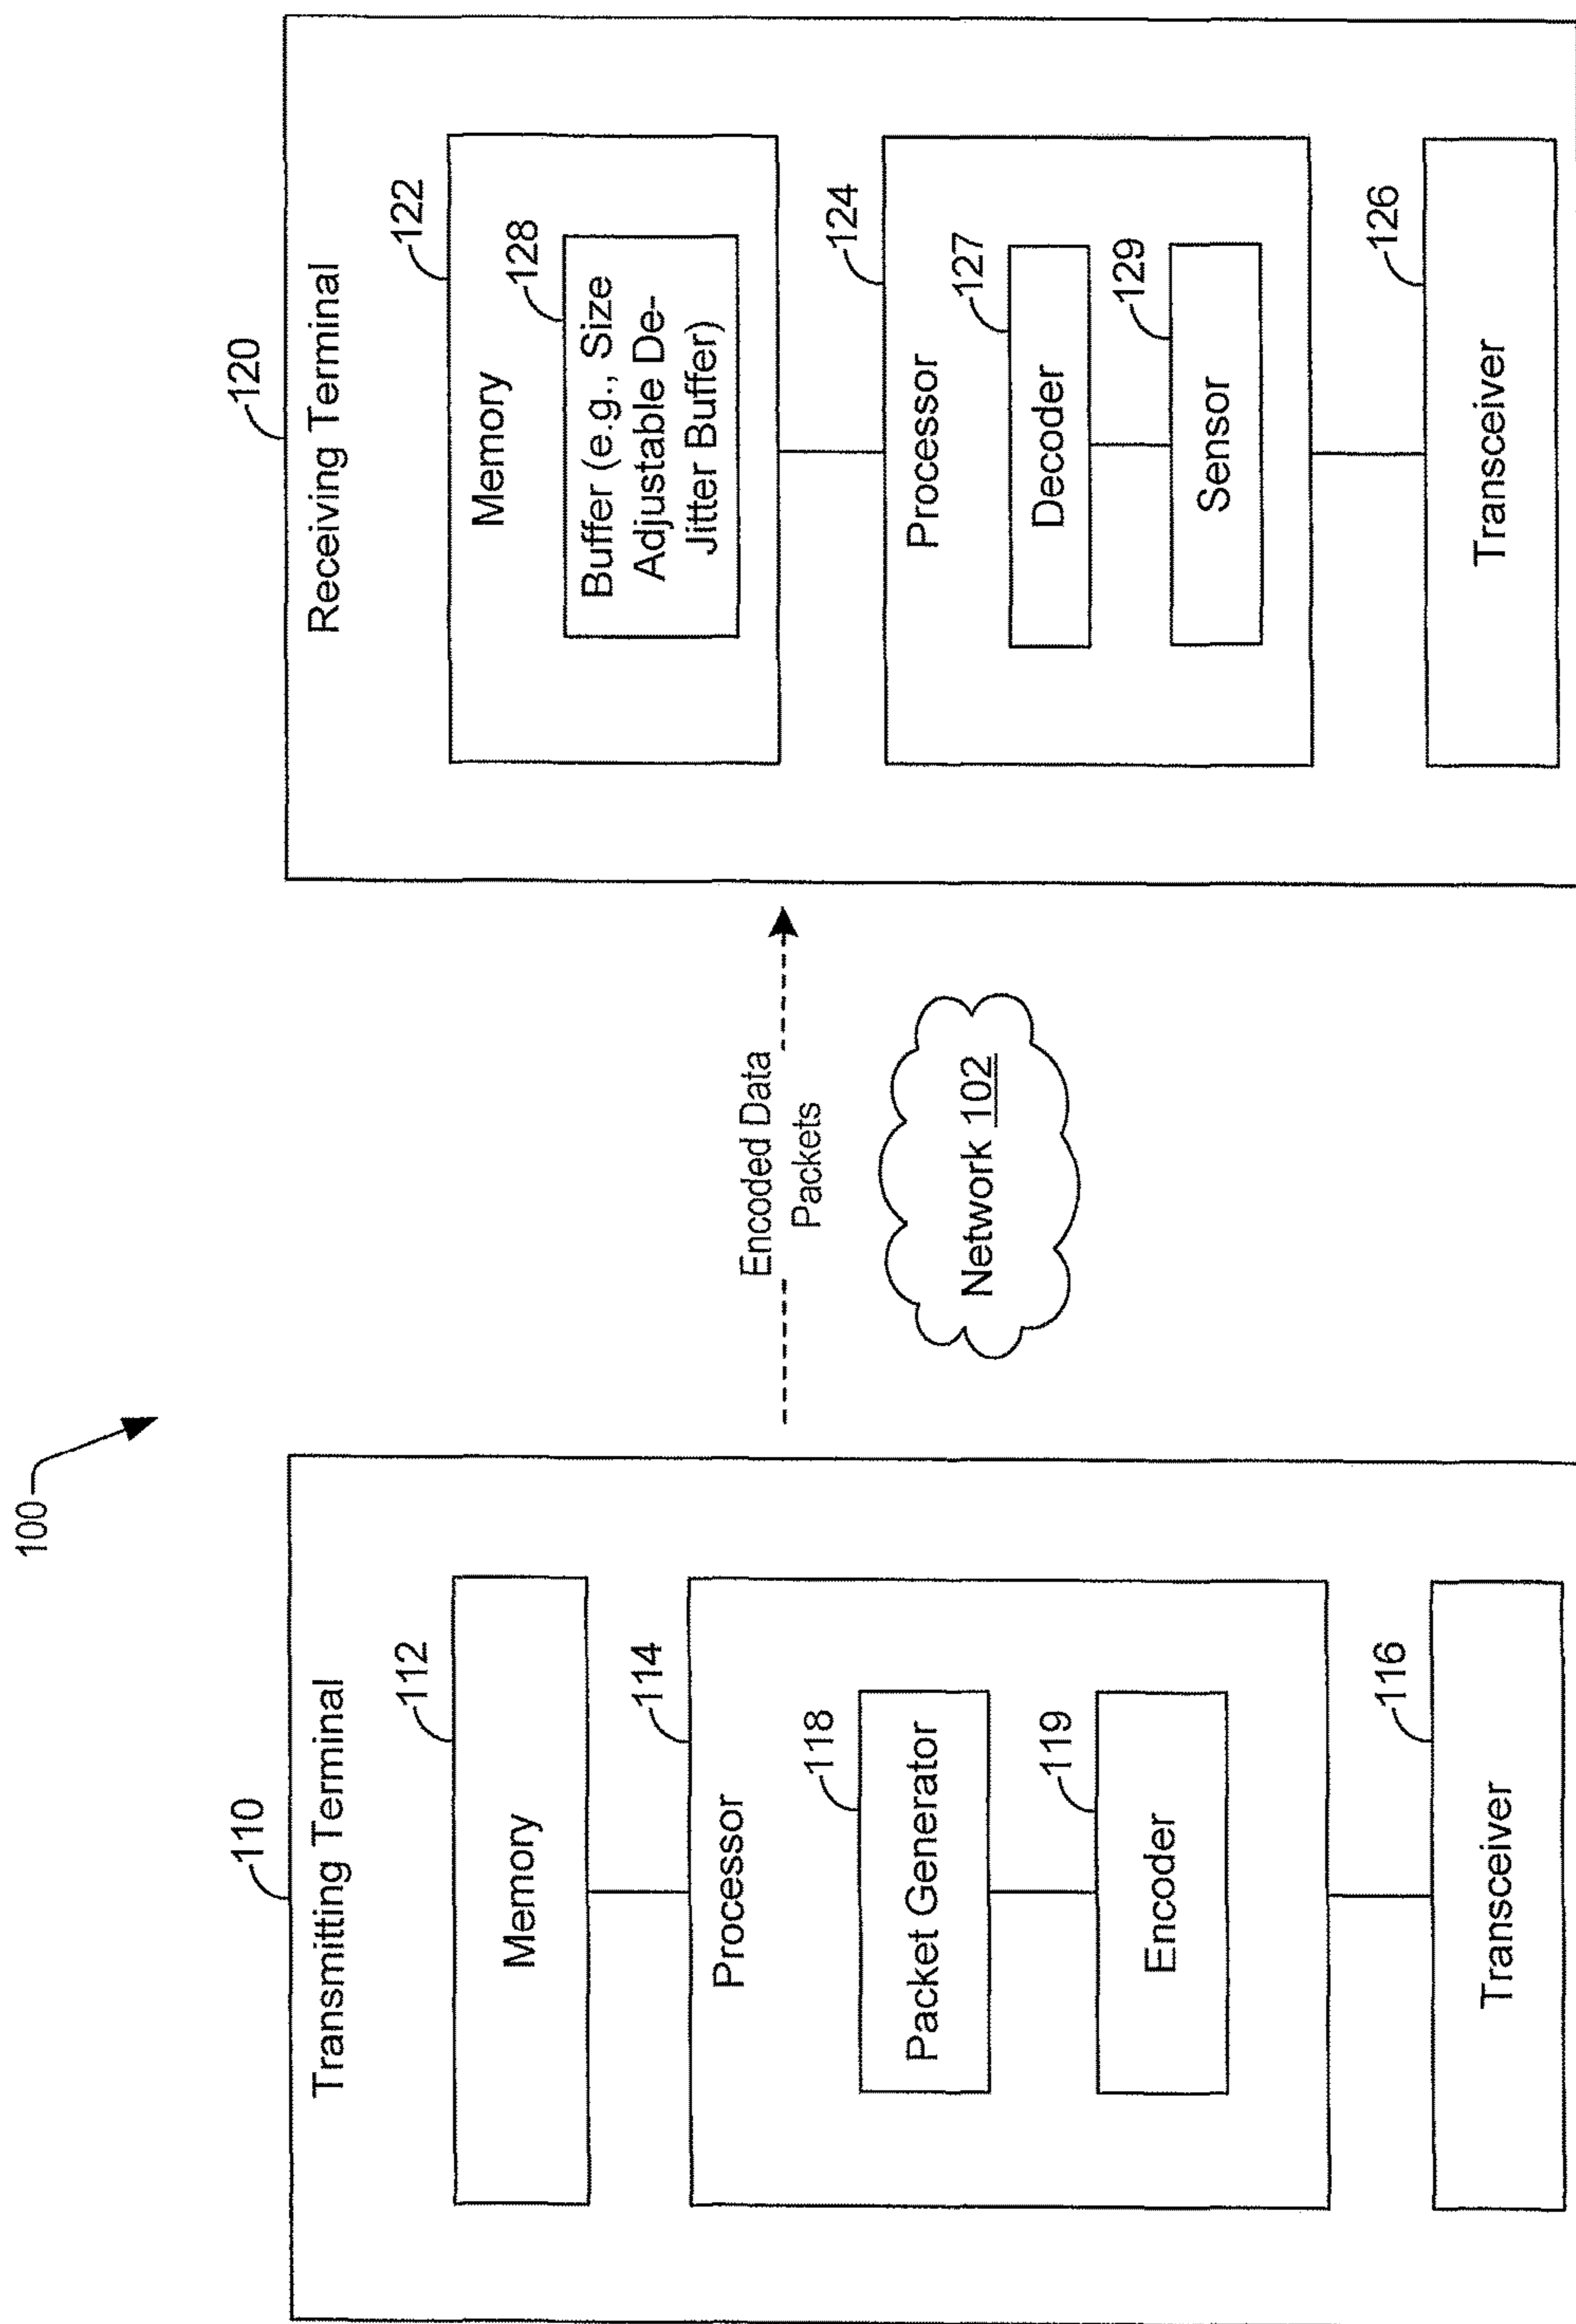 100
110
Transmitting Terminal
112
Memory
114
Processor
118
Packet Generator
119
Encoder
116
Transceiver
Encoded Data
Packets
Network 102
120
Receiving Terminal
122
Memory
128
Buffer (e.g., Size
Adjustable De-
Jitter Buffer)
124
Processor
127
Decoder
129
Sensor
126
Transceiver